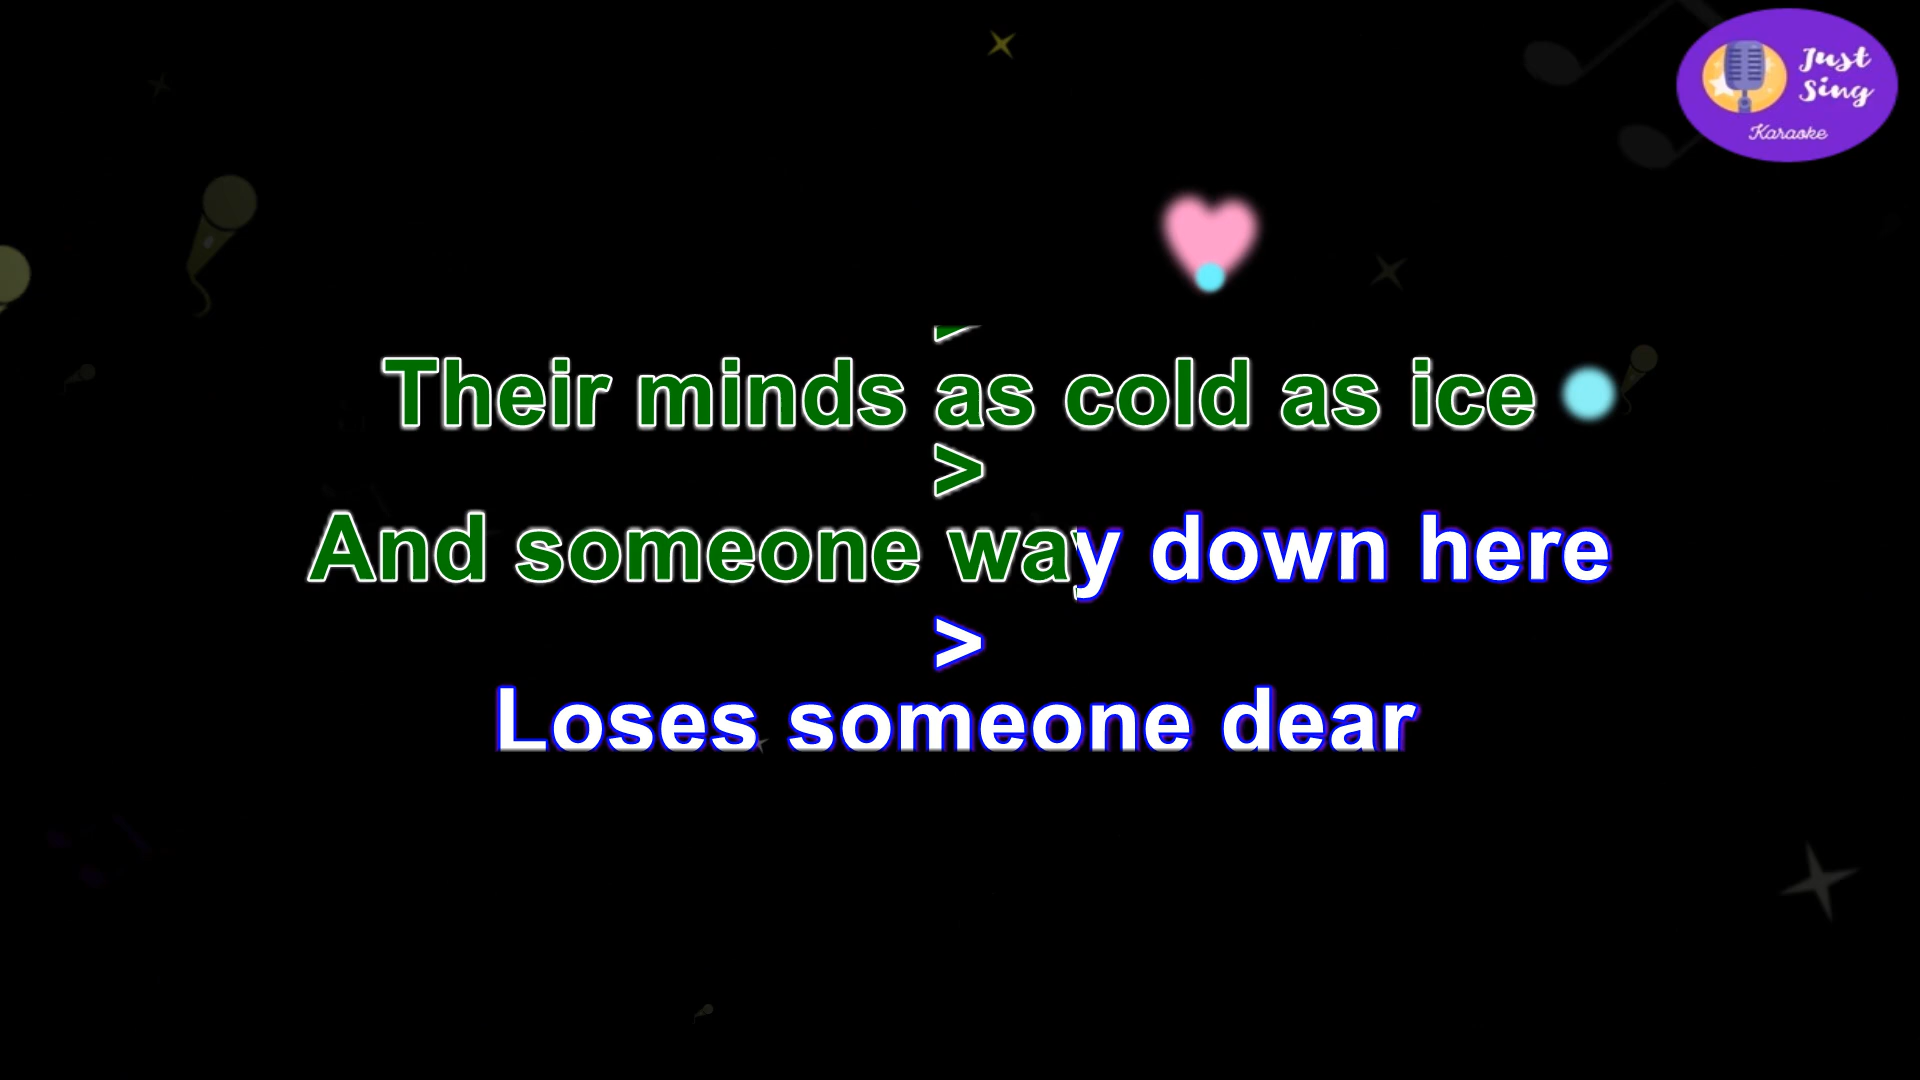 Just
Sing
Karaoke
Their minds as cold as ice
>
And someone way down here
>
Loses someone dear